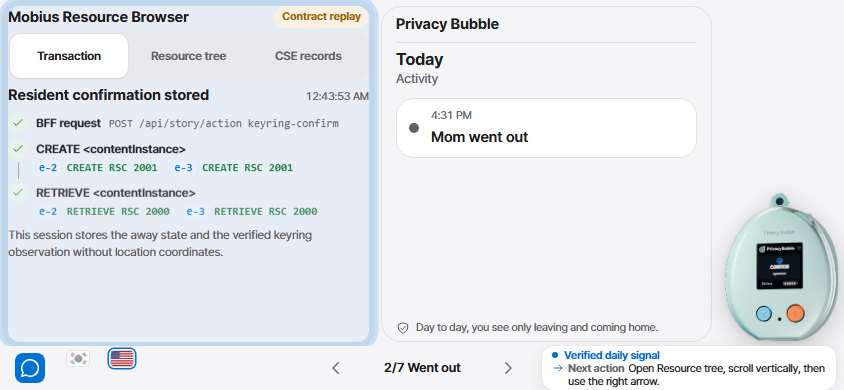 Mobius Resource Browser
Contract replay
Transaction
Resource tree
CSE records
Resident confirmation stored
12:43:53 AM
BFF request POST /api/story/action keyring-confirm
CREATE <contentInstance>
e-2 CREATE RSC 2001 e-3 CREATE RSC 2001
RETRIEVE <contentInstance>
e-2 RETRIEVE RSC 2000 e-3 RETRIEVE RSC 2000
This session stores the away state and the verified keyring
observation without location coordinates.
Privacy Bubble
Today
Activity
4:31 PM
Mom went out
Day to day, you see only leaving and coming home.
Privacy Bubble
PrivacyBubble
CONFIRM
2/7 Went out
Verified daily signal
Next action Open Resource tree, scroll vertically, then
use the right arrow.